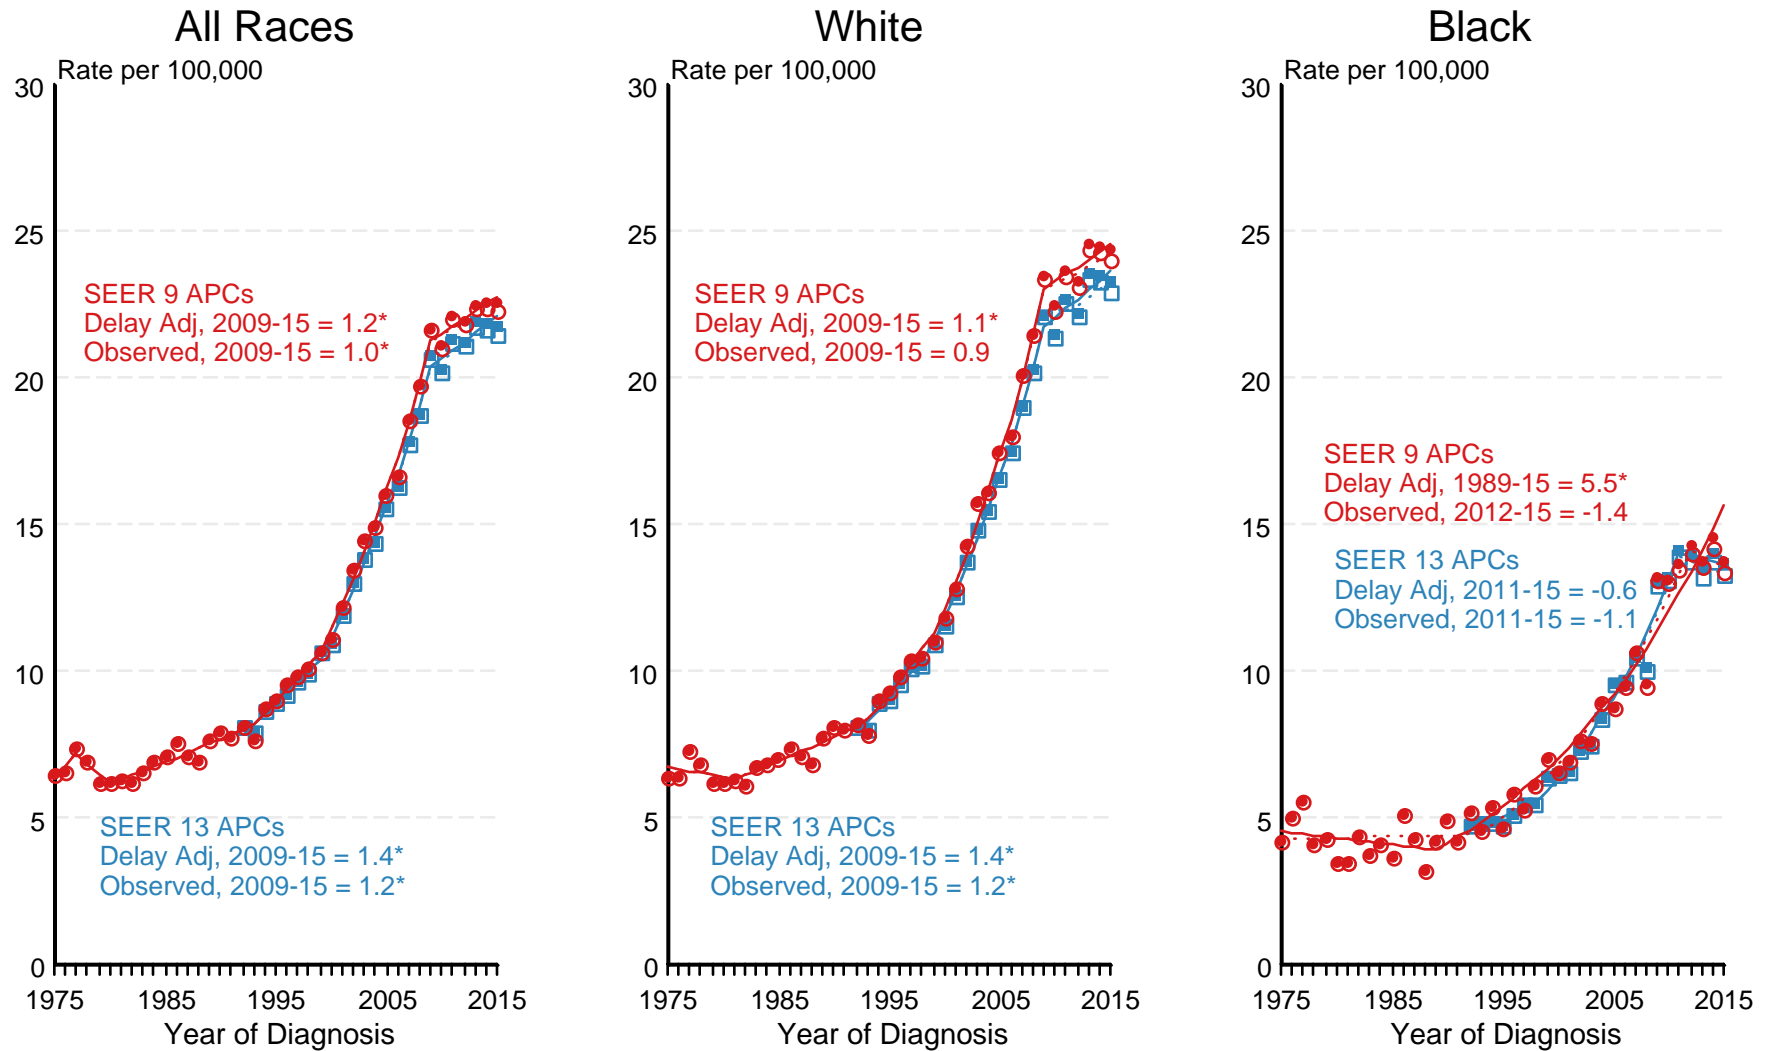 All Races
Rate per 100,000
30
25
20
15
10
5
0
SEER 9 APCs
Delay Adj, 2009-15 = 1.2*
Observed, 2009-15 = 1.0*
SEER 13 APCs
Delay Adj, 2009-15 = 1.4*
Observed, 2009-15 = 1.2*
1975 1985 1995 2005 2015
Year of Diagnosis
White
Rate per 100,000
30
25
20
15
10
5
0
SEER 9 APCs
Delay Adj, 2009-15 = 1.1*
Observed, 2009-15 = 0.9
SEER 13 APCs
Delay Adj, 2009-15 = 1.4*
Observed, 2009-15 = 1.2*
1975 1985 1995 2005 2015
Year of Diagnosis
Black
Rate per 100,000
30
25
20
15
10
5
0
SEER 9 APCs
Delay Adj, 1989-15 = 5.5*
Observed, 2012-15 = -1.4
SEER 13 APCs
Delay Adj, 2011-15 = -0.6
Observed, 2011-15 = -1.1
1975 1985 1995 2005 2015
Year of Diagnosis